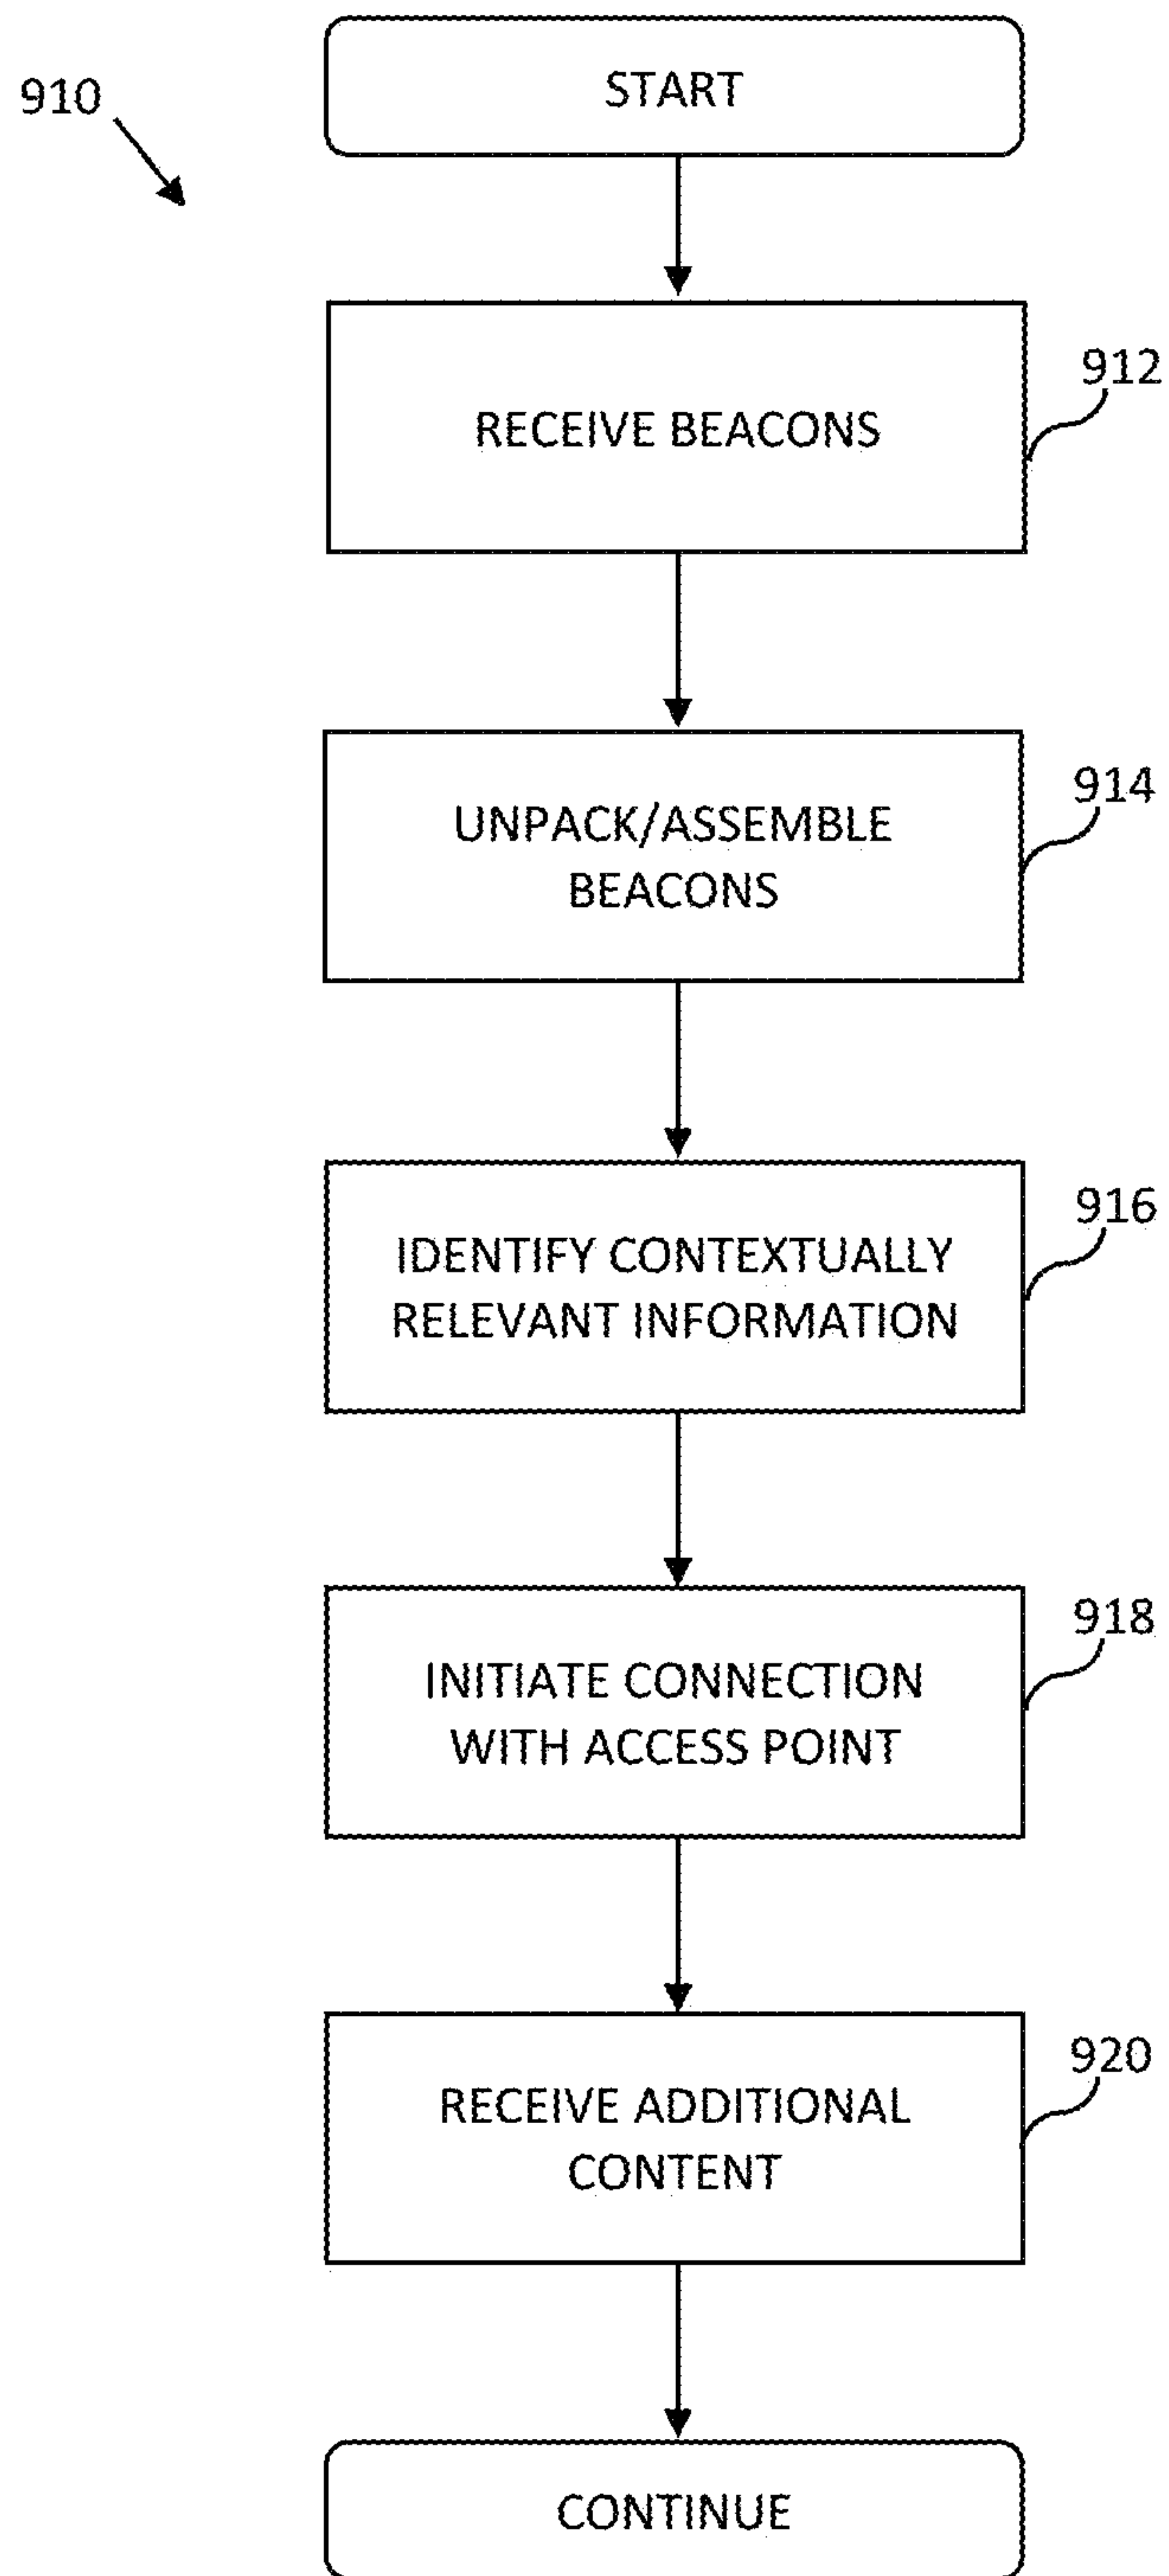 START
910
912
RECEIVE BEACONS
914
UNPACK/ASSEMBLE
BEACONS
916
IDENTIFY CONTEXTUALLY
RELEVANT INFORMATION
918
INITIATE CONNECTION
WITH ACCESS POINT
920
RECEIVE ADDITIONAL
CONTENT
CONTINUE